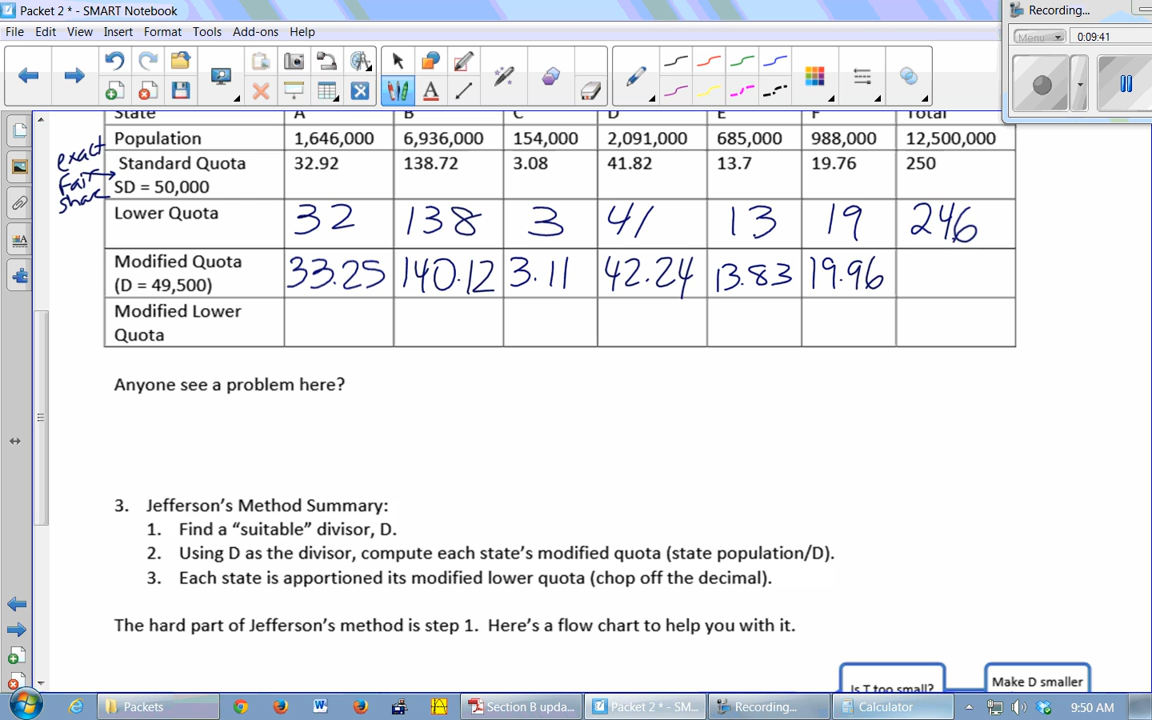 Packet 2 * - SMART Notebook
Recording...
File Edit View Insert Format Tools Add-ons Help
Menu
0:09:41
State A B C D E F Total
Population 1,646,000 6,936,000 154,000 2,091,000 685,000 988,000 12,500,000
exact fair share
Standard Quota 32.92 138.72 3.08 41.82 13.7 19.76 250
SD = 50,000
Lower Quota 32 138 3 41 13 19 246
Modified Quota 33.25 140.12 3.11 42.24 13.83 19.96
(D = 49,500)
Modified Lower
Quota
Anyone see a problem here?
3. Jefferson's Method Summary:
1. Find a "suitable" divisor, D.
2. Using D as the divisor, compute each state's modified quota (state population/D).
3. Each state is apportioned its modified lower quota (chop off the decimal).
The hard part of Jefferson's method is step 1. Here's a flow chart to help you with it.
Is T too small? Make D smaller
Packets Section B upda... Packet 2 * - SM... Recording... Calculator 9:50 AM